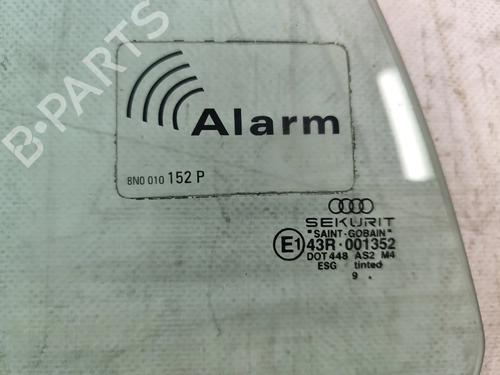 B-PARTS
Alarm
8N0 010 152 P
SEKURIT
"SAINT-GOBAIN"
E1 43R-001352
DOT 448 AS2 M4
ESG tinted
9 .